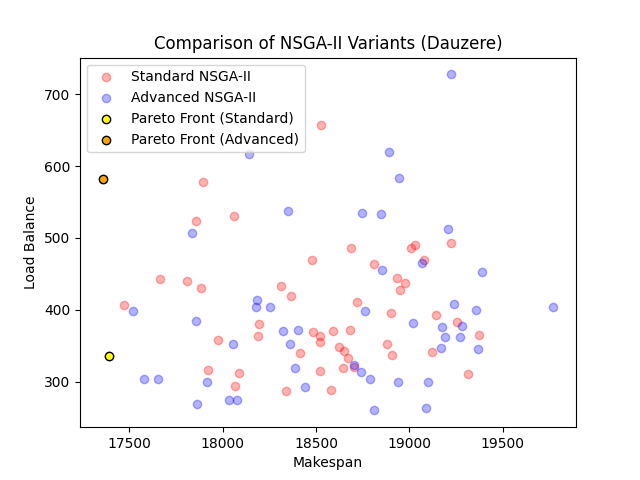 Comparison of NSGA-II Variants (Dauzere)
Standard NSGA-II
Advanced NSGA-II
Pareto Front (Standard)
Pareto Front (Advanced)
700
600
500
400
300
Load Balance
17500 18000 18500 19000 19500
Makespan